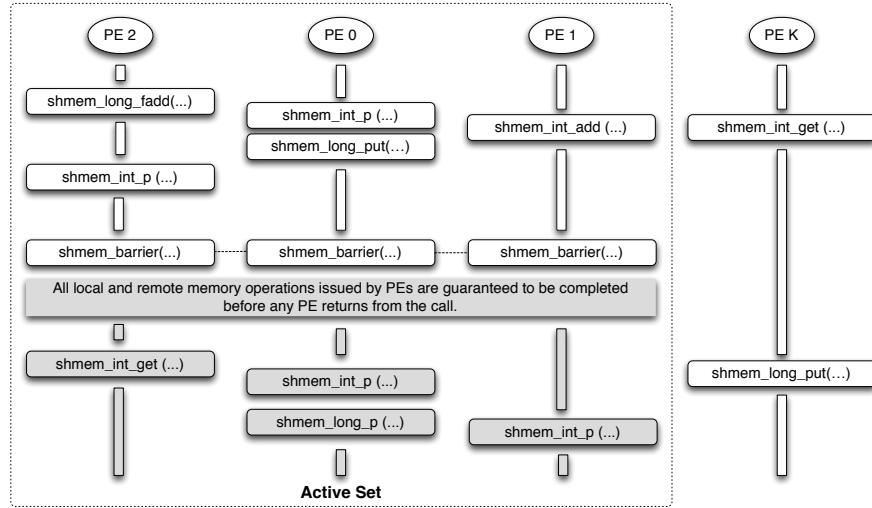 PE 2
PE 0
PE 1
PE K
shmem_long_fadd(...)
shmem_int_p (...)
shmem_long_put(...)
shmem_int_add (...)
shmem_int_get (...)
shmem_int_p (...)
shmem_barrier(...)
shmem_barrier(...)
shmem_barrier(...)
All local and remote memory operations issued by PEs are guaranteed to be completed
before any PE returns from the call.
shmem_int_get (...)
shmem_int_p (...)
shmem_long_p (...)
shmem_int_p (...)
shmem_long_put(...)
Active Set